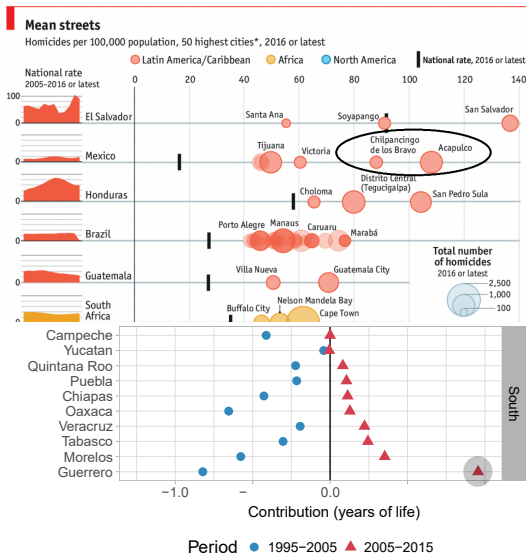 Mean streets
Homicides per 100,000 population, 50 highest cities*, 2016 or latest
Latin America/Caribbean Africa North America National rate, 2016 or latest
National rate
2005–2016 or latest
0 20 40 60 80 100 120 140
100
0
El Salvador
Santa Ana
Soyapango
San Salvador
0
Mexico
Tijuana
Victoria
Chilpancingo
de los Bravo
Acapulco
0
Honduras
Choloma
Distrito Central
(Tegucigalpa)
San Pedro Sula
0
Brazil
Porto Alegre
Manaus
Caruaru
Marabá
0
Guatemala
Villa Nueva
Guatemala City
Total number
of homicides
2016 or latest
2,500
1,000
100
South
Africa
Buffalo City
Nelson Mandela Bay
Cape Town
Campeche
Yucatan
Quintana Roo
Puebla
Chiapas
Oaxaca
Veracruz
Tabasco
Morelos
Guerrero
South
−1.0 − 0.0
Contribution (years of life)
Period 1995−2005 2005−2015